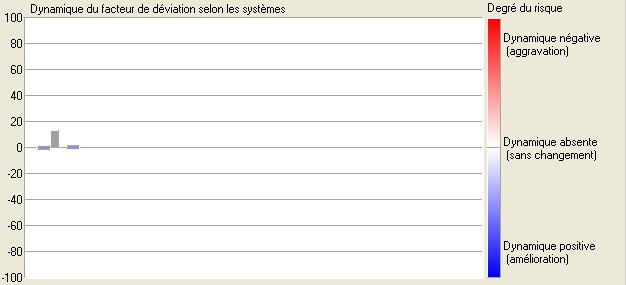 Dynamique du facteur de déviation selon les systèmes
100
80
60
40
20
0
-20
-40
-60
-80
-100
Degré du risque
Dynamique négative
(aggravation)
Dynamique absente
(sans changement)
Dynamique positive
(amélioration)